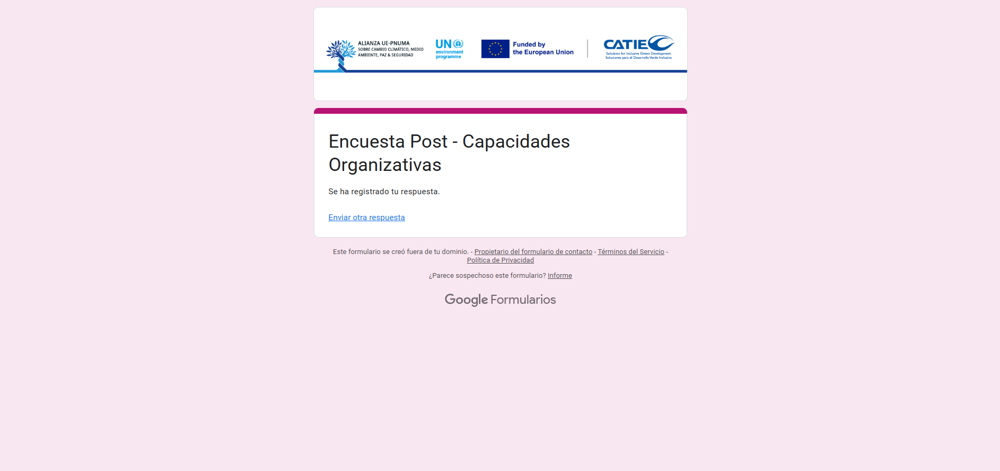 ALIANZA UE-PNUMA
SOBRE CAMBIO CLIMÁTICO, MEDIO
AMBIENTE, PAZ & SEGURIDAD
UN
environment
programme
Funded by
the European Union
CATIE
Solutions for Inclusive Green Development
Soluciones para el Desarrollo Verde Inclusivo
Encuesta Post - Capacidades
Organizativas
Se ha registrado tu respuesta.
Enviar otra respuesta
Este formulario se creó fuera de tu dominio. - Propietario del formulario de contacto - Términos del Servicio -
Política de Privacidad
¿Parece sospechoso este formulario? Informe
Google Formularios